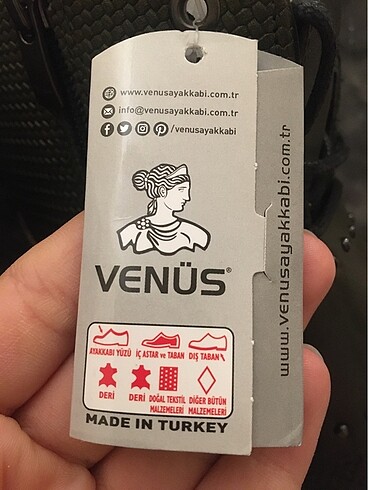 www.venusayakkabi.com.tr
info@venusayakkabi.com.tr
/venusayakkabi
VENÜS®
AYAKKABI YÜZÜ İÇ ASTAR ve TABAN DIŞ TABAN
DERİ DERİ DOĞAL TEKSTİL MALZEMELERİ DİĞER BÜTÜN MALZEMELERİ
MADE IN TURKEY
www.venusayakkabi.com.tr